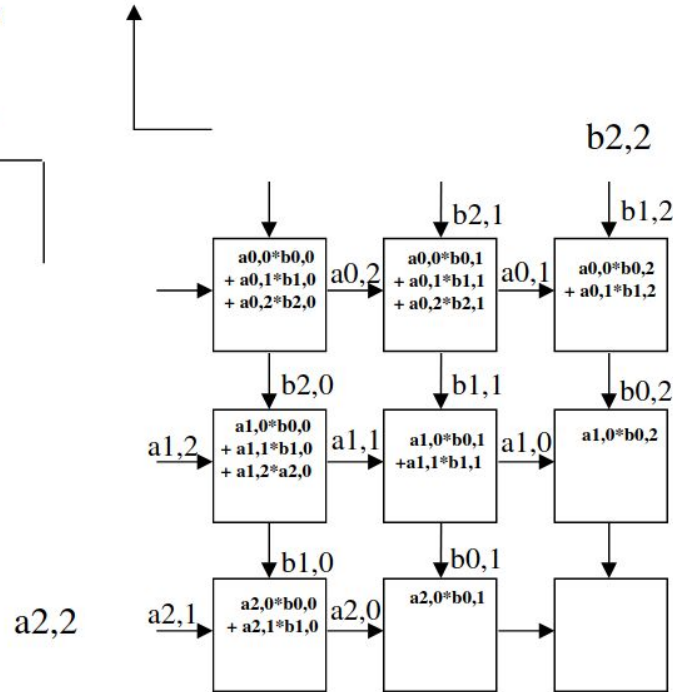 b2,2
b2,1
b1,2
a0,0*b0,0
+ a0,1*b1,0
+ a0,2*b2,0
a0,2
a0,0*b0,1
+ a0,1*b1,1
+ a0,2*b2,1
a0,1
a0,0*b0,2
+ a0,1*b1,2
b2,0
b1,1
b0,2
a1,2
a1,0*b0,0
+ a1,1*b1,0
+ a1,2*a2,0
a1,1
a1,0*b0,1
+a1,1*b1,1
a1,0
a1,0*b0,2
b1,0
b0,1
a2,2
a2,1
a2,0*b0,0
+ a2,1*b1,0
a2,0
a2,0*b0,1